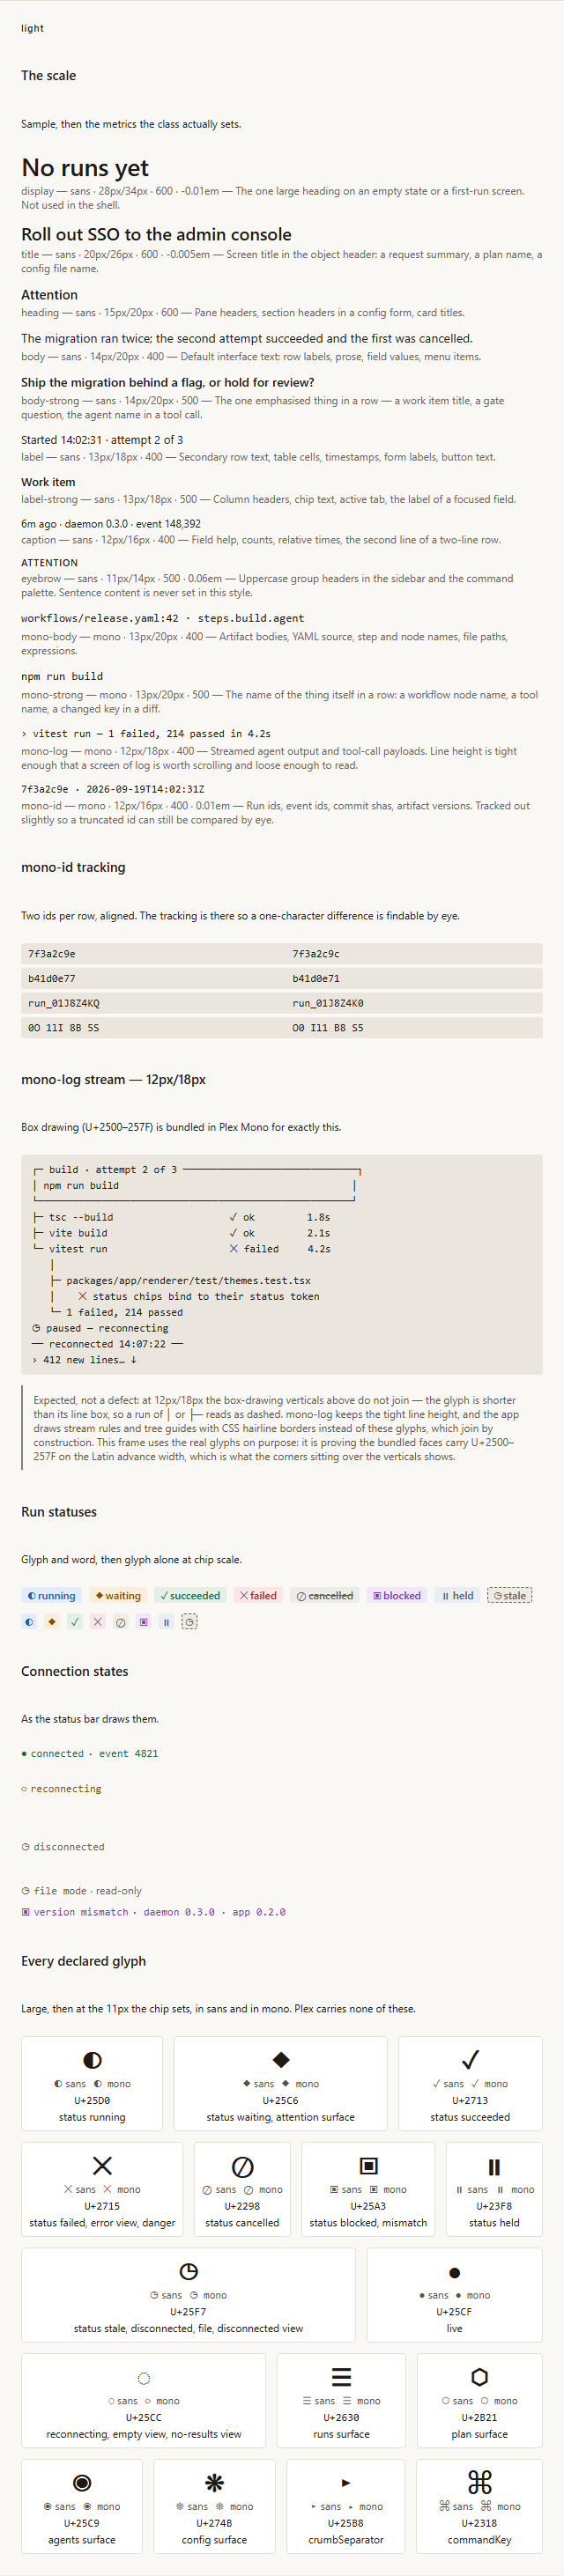 light
The scale
Sample, then the metrics the class actually sets.
No runs yet
display — sans · 28px/34px · 600 · -0.01em — The one large heading on an empty state or a first-run screen.
Not used in the shell.
Roll out SSO to the admin console
title — sans · 20px/26px · 600 · -0.005em — Screen title in the object header: a request summary, a plan name, a
config file name.
Attention
heading — sans · 15px/20px · 600 — Pane headers, section headers in a config form, card titles.
The migration ran twice; the second attempt succeeded and the first was cancelled.
body — sans · 14px/20px · 400 — Default interface text: row labels, prose, field values, menu items.
Ship the migration behind a flag, or hold for review?
body-strong — sans · 14px/20px · 500 — The one emphasised thing in a row — a work item title, a gate
question, the agent name in a tool call.
Started 14:02:31 · attempt 2 of 3
label — sans · 13px/18px · 400 — Secondary row text, table cells, timestamps, form labels, button text.
Work item
label-strong — sans · 13px/18px · 500 — Column headers, chip text, active tab, the label of a focused field.
6m ago · daemon 0.3.0 · event 148,392
caption — sans · 12px/16px · 400 — Field help, counts, relative times, the second line of a two-line row.
ATTENTION
eyebrow — sans · 11px/14px · 500 · 0.06em — Uppercase group headers in the sidebar and the command
palette. Sentence content is never set in this style.
workflows/release.yaml:42 · steps.build.agent
mono-body — mono · 13px/20px · 400 — Artifact bodies, YAML source, step and node names, file paths,
expressions.
npm run build
mono-strong — mono · 13px/20px · 500 — The name of the thing itself in a row: a workflow node name, a tool
name, a changed key in a diff.
› vitest run — 1 failed, 214 passed in 4.2s
mono-log — mono · 12px/18px · 400 — Streamed agent output and tool-call payloads. Line height is tight
enough that a screen of log is worth scrolling and loose enough to read.
7f3a2c9e · 2026-09-19T14:02:31Z
mono-id — mono · 12px/16px · 400 · 0.01em — Run ids, event ids, commit shas, artifact versions. Tracked out
slightly so a truncated id can still be compared by eye.
mono-id tracking
Two ids per row, aligned. The tracking is there so a one-character difference is findable by eye.
7f3a2c9e 7f3a2c9c
b41d0e77 b41d0e71
run_01J8Z4KQ run_01J8Z4K0
0O 1lI 8B 5S O0 Il1 B8 S5
mono-log stream — 12px/18px
Box drawing (U+2500–257F) is bundled in Plex Mono for exactly this.
┌─ build · attempt 2 of 3 ─────────────────────────────┐
│ npm run build │
└──────────────────────────────────────────────────────┘
├─ tsc --build ✓ ok 1.8s
├─ vite build ✓ ok 2.1s
└─ vitest run ✕ failed 4.2s
│
├─ packages/app/renderer/test/themes.test.tsx
│ ✕ status chips bind to their status token
└─ 1 failed, 214 passed
◷ paused — reconnecting
── reconnected 14:07:22 ──
› 412 new lines… ↓
Expected, not a defect: at 12px/18px the box-drawing verticals above do not join — the glyph is shorter
than its line box, so a run of │ or ├─ reads as dashed. mono-log keeps the tight line height, and the app
draws stream rules and tree guides with CSS hairline borders instead of these glyphs, which join by
construction. This frame uses the real glyphs on purpose: it is proving the bundled faces carry U+2500–
257F on the Latin advance width, which is what the corners sitting over the verticals shows.
Run statuses
Glyph and word, then glyph alone at chip scale.
◐ running ◆ waiting ✓ succeeded ✕ failed ⊘ cancelled ▣ blocked ⏸ held ◷ stale
◐ ◆ ✓ ✕ ⊘ ▣ ⏸ ◷
Connection states
As the status bar draws them.
● connected · event 4821
◌ reconnecting
◷ disconnected
◷ file mode · read-only
▣ version mismatch · daemon 0.3.0 · app 0.2.0
Every declared glyph
Large, then at the 11px the chip sets, in sans and in mono. Plex carries none of these.
◐ ◆ ✓
◐ sans ◐ mono ◆ sans ◆ mono ✓ sans ✓ mono
U+25D0 U+25C6 U+2713
status running status waiting, attention surface status succeeded
✕ ⊘ ▣ ⏸
✕ sans ✕ mono ⊘ sans ⊘ mono ▣ sans ▣ mono ⏸ sans ⏸ mono
U+2715 U+2298 U+25A3 U+23F8
status failed, error view, danger status cancelled status blocked, mismatch status held
◷ ●
◷ sans ◷ mono ● sans ● mono
U+25F7 U+25CF
status stale, disconnected, file, disconnected view live
◌ ☰ ⬡
◌ sans ◌ mono ☰ sans ☰ mono ⬡ sans ⬡ mono
U+25CC U+2630 U+2B21
reconnecting, empty view, no-results view runs surface plan surface
◉ ❋ ▸ ⌘
◉ sans ◉ mono ❋ sans ❋ mono ▸ sans ▸ mono ⌘ sans ⌘ mono
U+25C9 U+274B U+25B8 U+2318
agents surface config surface crumbSeparator commandKey